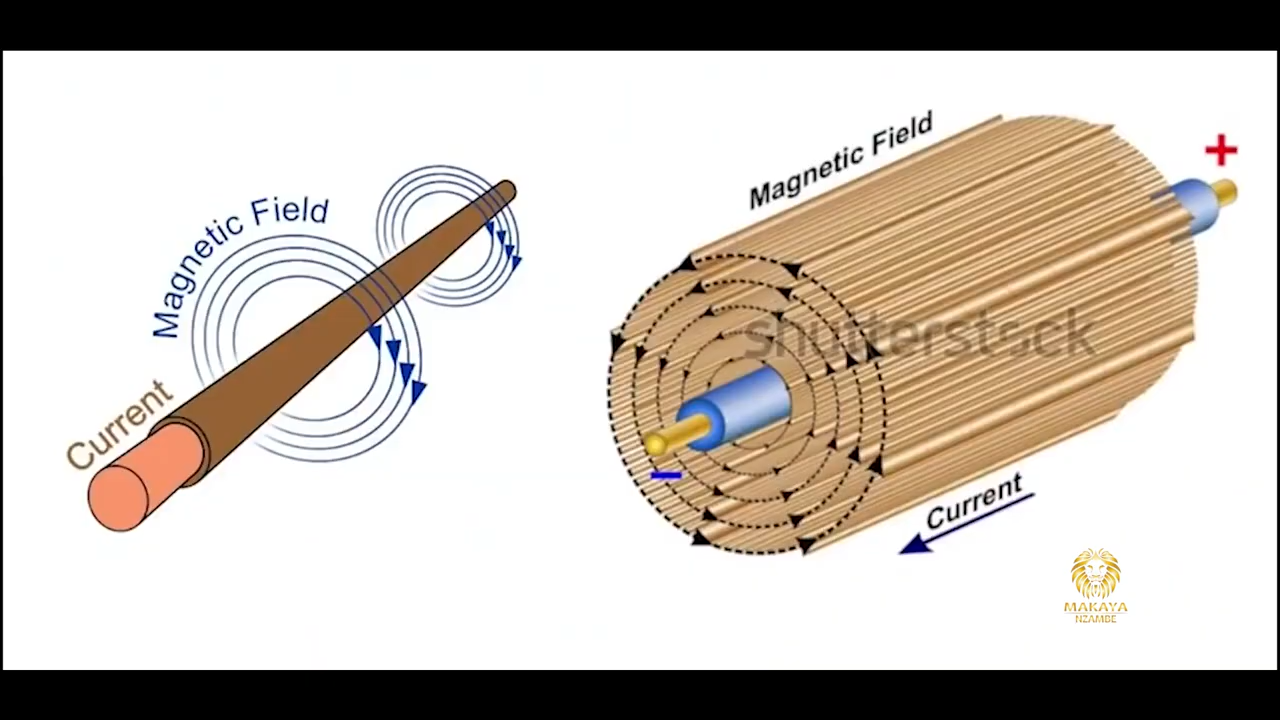 Magnetic Field
Current
Magnetic Field
+
shutterstock
−
Current
MAKAYA
NZAMBE